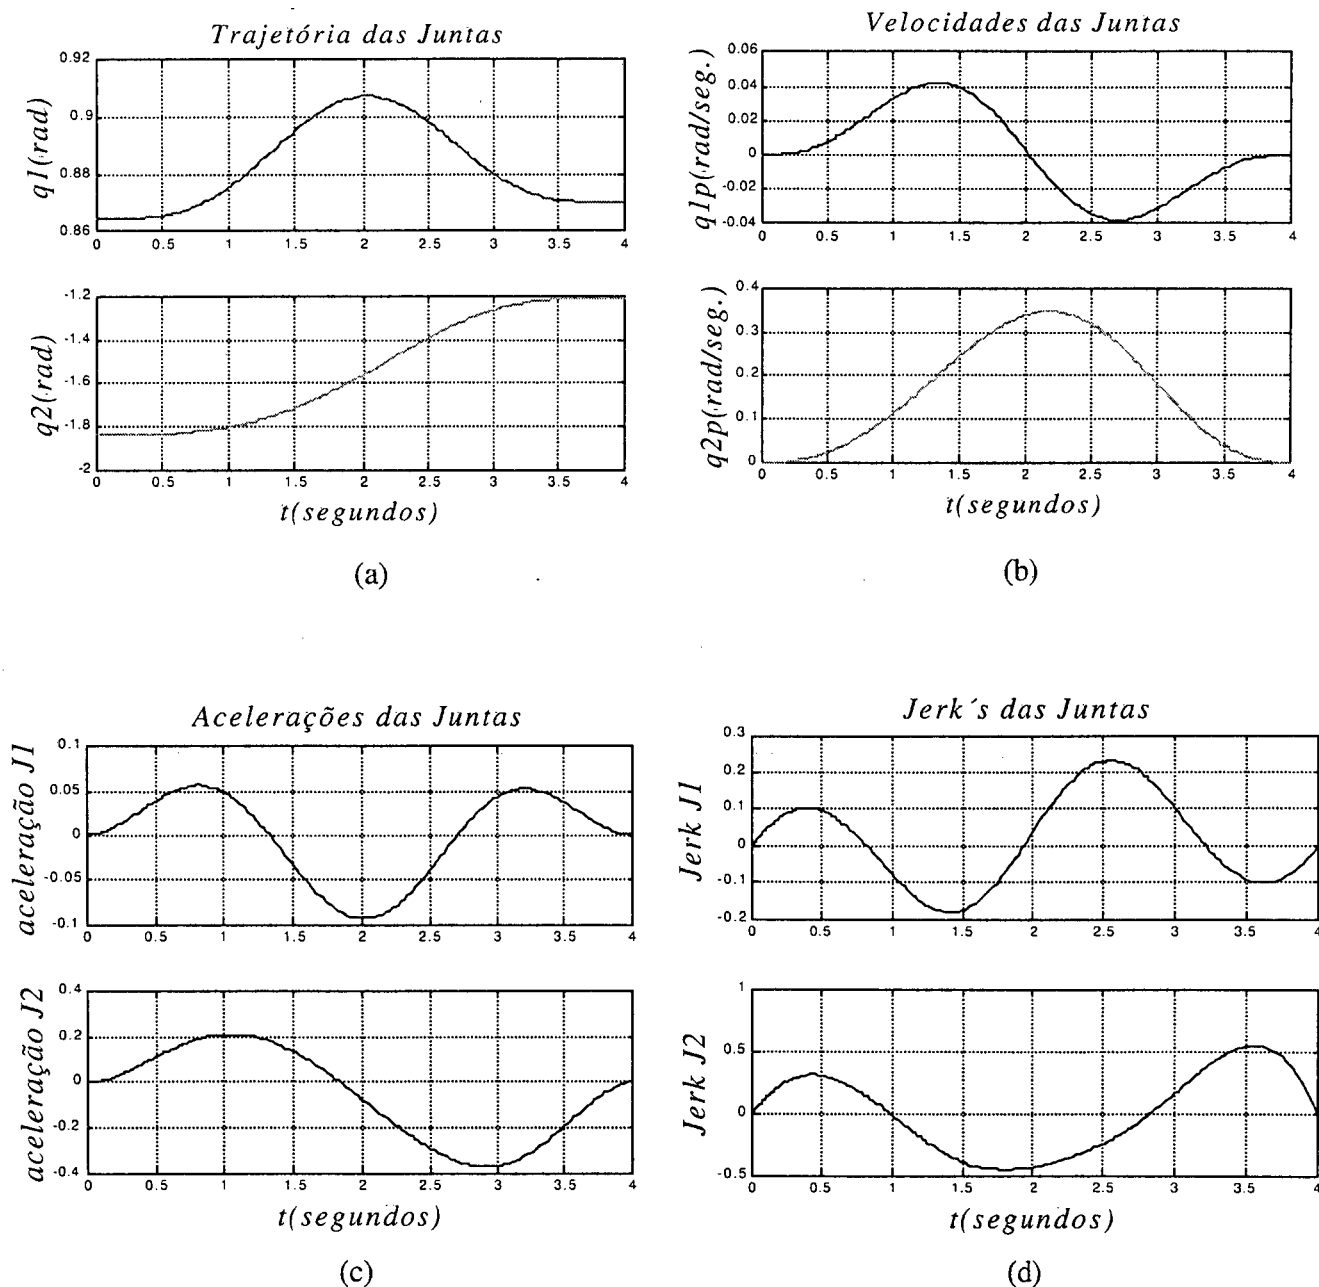 Trajetória das Juntas
0.92
0.9
0.88
0.86
q1(rad)
0 0.5 1 1.5 2 2.5 3 3.5 4
-1.2
-1.4
-1.6
-1.8
-2
q2(rad)
0 0.5 1 1.5 2 2.5 3 3.5 4
t(segundos)
(a)
Velocidades das Juntas
0.06
0.04
0.02
0
-0.02
-0.04
q1p(rad/seg.)
0 0.5 1 1.5 2 2.5 3 3.5 4
0.4
0.3
0.2
0.1
0
q2p(rad/seg.)
0 0.5 1 1.5 2 2.5 3 3.5 4
t(segundos)
(b)
Acelerações das Juntas
0.1
0.05
0
-0.05
-0.1
aceleração J1
0 0.5 1 1.5 2 2.5 3 3.5 4
0.4
0.2
0
-0.2
-0.4
aceleração J2
0 0.5 1 1.5 2 2.5 3 3.5 4
t(segundos)
(c)
Jerk´s das Juntas
0.3
0.2
0.1
0
-0.1
-0.2
Jerk J1
0 0.5 1 1.5 2 2.5 3 3.5 4
1
0.5
0
-0.5
Jerk J2
0 0.5 1 1.5 2 2.5 3 3.5 4
t(segundos)
(d)